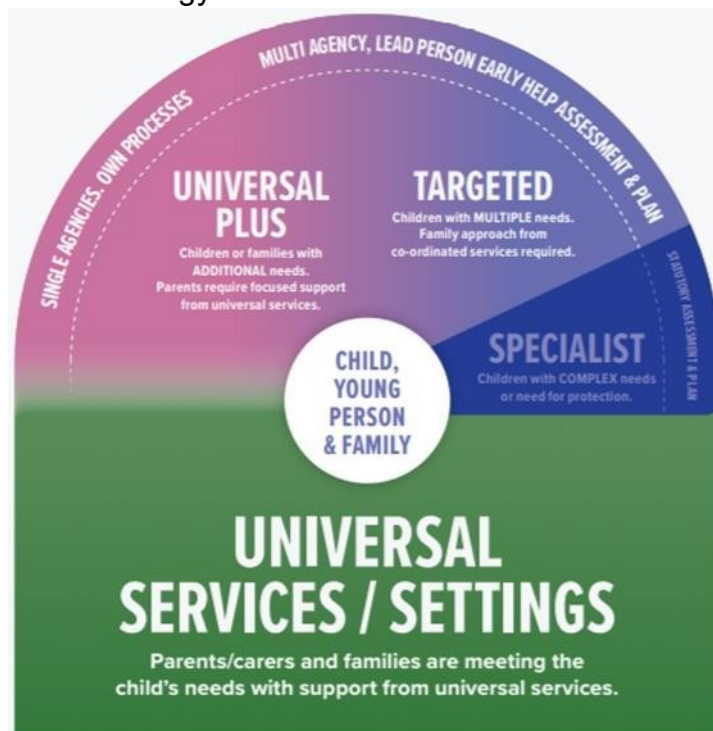 MULTI AGENCY, LEAD PERSON EARLY HELP ASSESSMENT & PLAN
SINGLE AGENCIES. OWN PROCESSES
UNIVERSAL
PLUS
Children or families with
ADDITIONAL needs.
Parents require focused support
from universal services.
TARGETED
Children with MULTIPLE needs.
Family approach from
co-ordinated services required.
STATUTORY ASSESSMENT & PLAN
SPECIALIST
Children with COMPLEX needs
or need for protection.
CHILD,
YOUNG
PERSON
& FAMILY
UNIVERSAL
SERVICES / SETTINGS
Parents/carers and families are meeting the
child's needs with support from universal services.